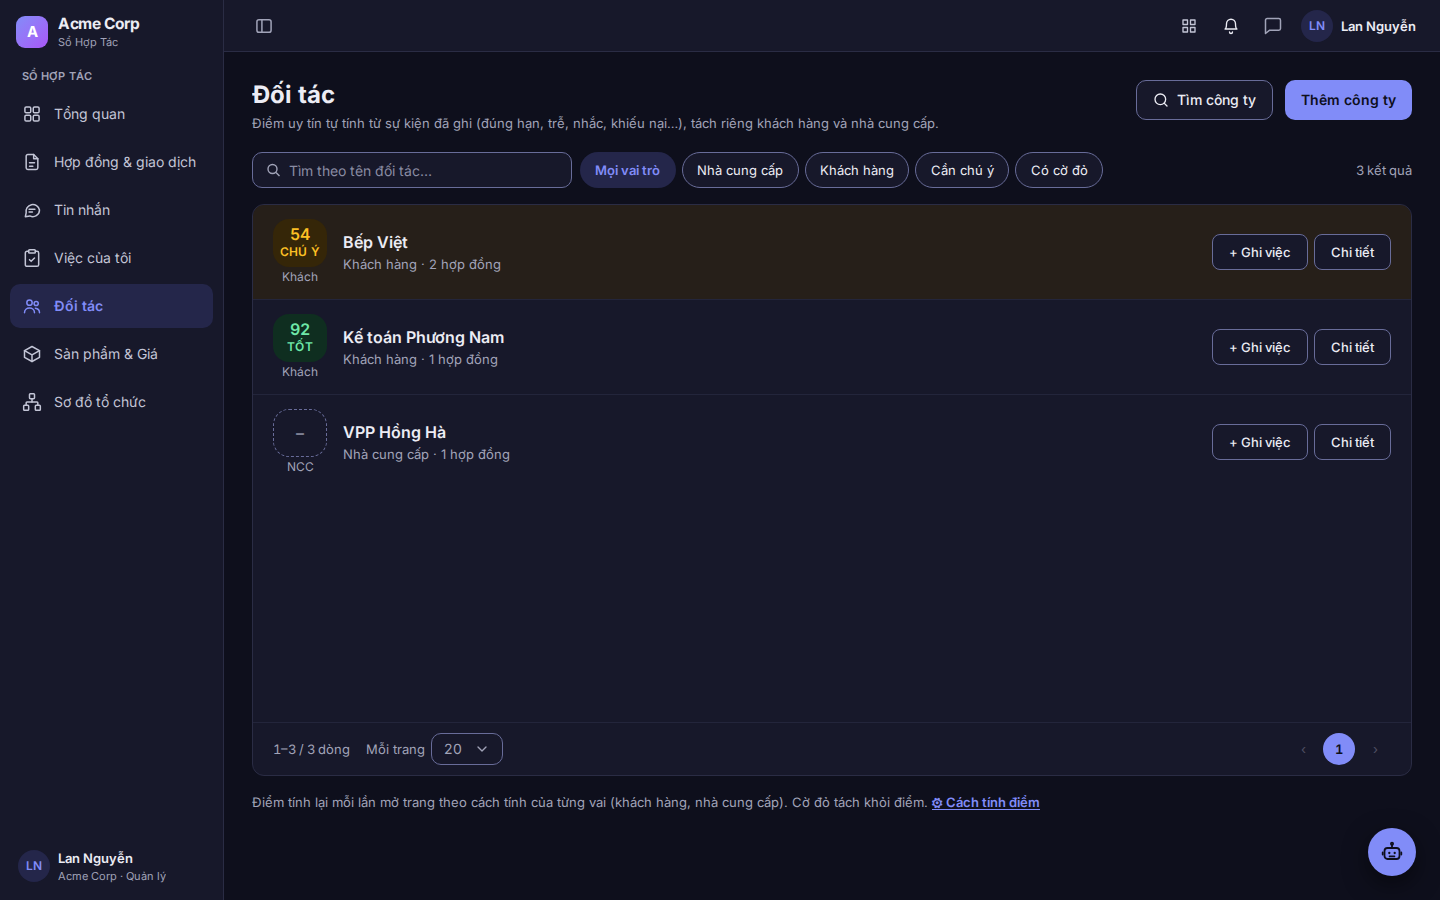 A
Acme Corp
Sổ Hợp Tác
SỔ HỢP TÁC
Tổng quan
Hợp đồng & giao dịch
Tin nhắn
Việc của tôi
Đối tác
Sản phẩm & Giá
Sơ đồ tổ chức
LN
Lan Nguyễn
Acme Corp · Quản lý
LN Lan Nguyễn
Đối tác
Điểm uy tín tự tính từ sự kiện đã ghi (đúng hạn, trễ, nhắc, khiếu nại…), tách riêng khách hàng và nhà cung cấp.
Tìm công ty
Thêm công ty
Tìm theo tên đối tác…
Mọi vai trò
Nhà cung cấp
Khách hàng
Cần chú ý
Có cờ đỏ
3 kết quả
54
CHÚ Ý
Khách
Bếp Việt
Khách hàng · 2 hợp đồng
+ Ghi việc
Chi tiết
92
TỐT
Khách
Kế toán Phương Nam
Khách hàng · 1 hợp đồng
+ Ghi việc
Chi tiết
–
NCC
VPP Hồng Hà
Nhà cung cấp · 1 hợp đồng
+ Ghi việc
Chi tiết
1–3 / 3 dòng
Mỗi trang
20
‹
1
›
Điểm tính lại mỗi lần mở trang theo cách tính của từng vai (khách hàng, nhà cung cấp). Cờ đỏ tách khỏi điểm. ⚙ Cách tính điểm